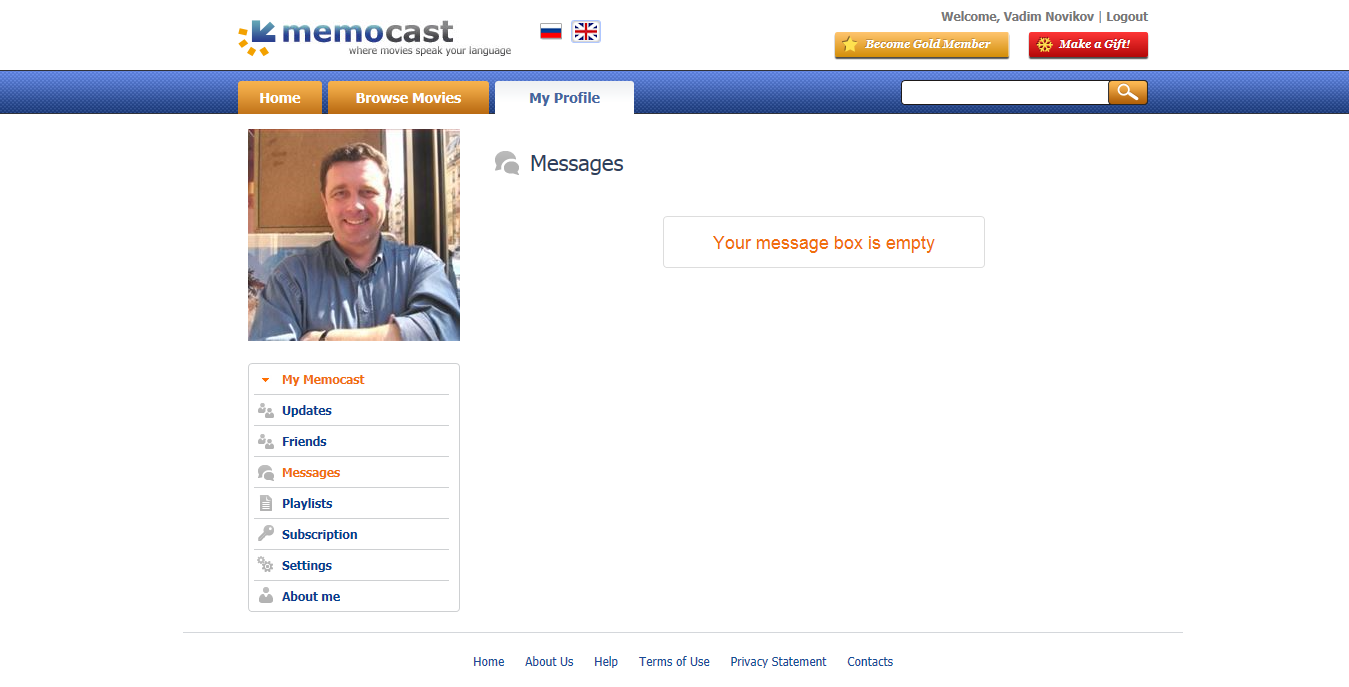 memocast
where movies speak your language
Welcome, Vadim Novikov | Logout
Become Gold Member
Make a Gift!
Home
Browse Movies
My Profile
Messages
Your message box is empty
My Memocast
Updates
Friends
Messages
Playlists
Subscription
Settings
About me
Home About Us Help Terms of Use Privacy Statement Contacts